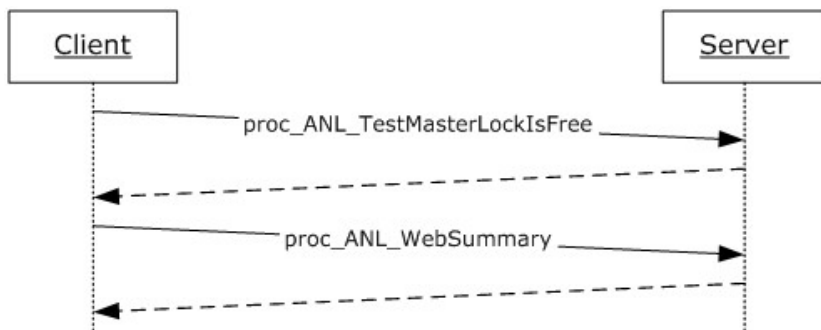 Client
Server
proc_ANL_TestMasterLockIsFree
proc_ANL_WebSummary